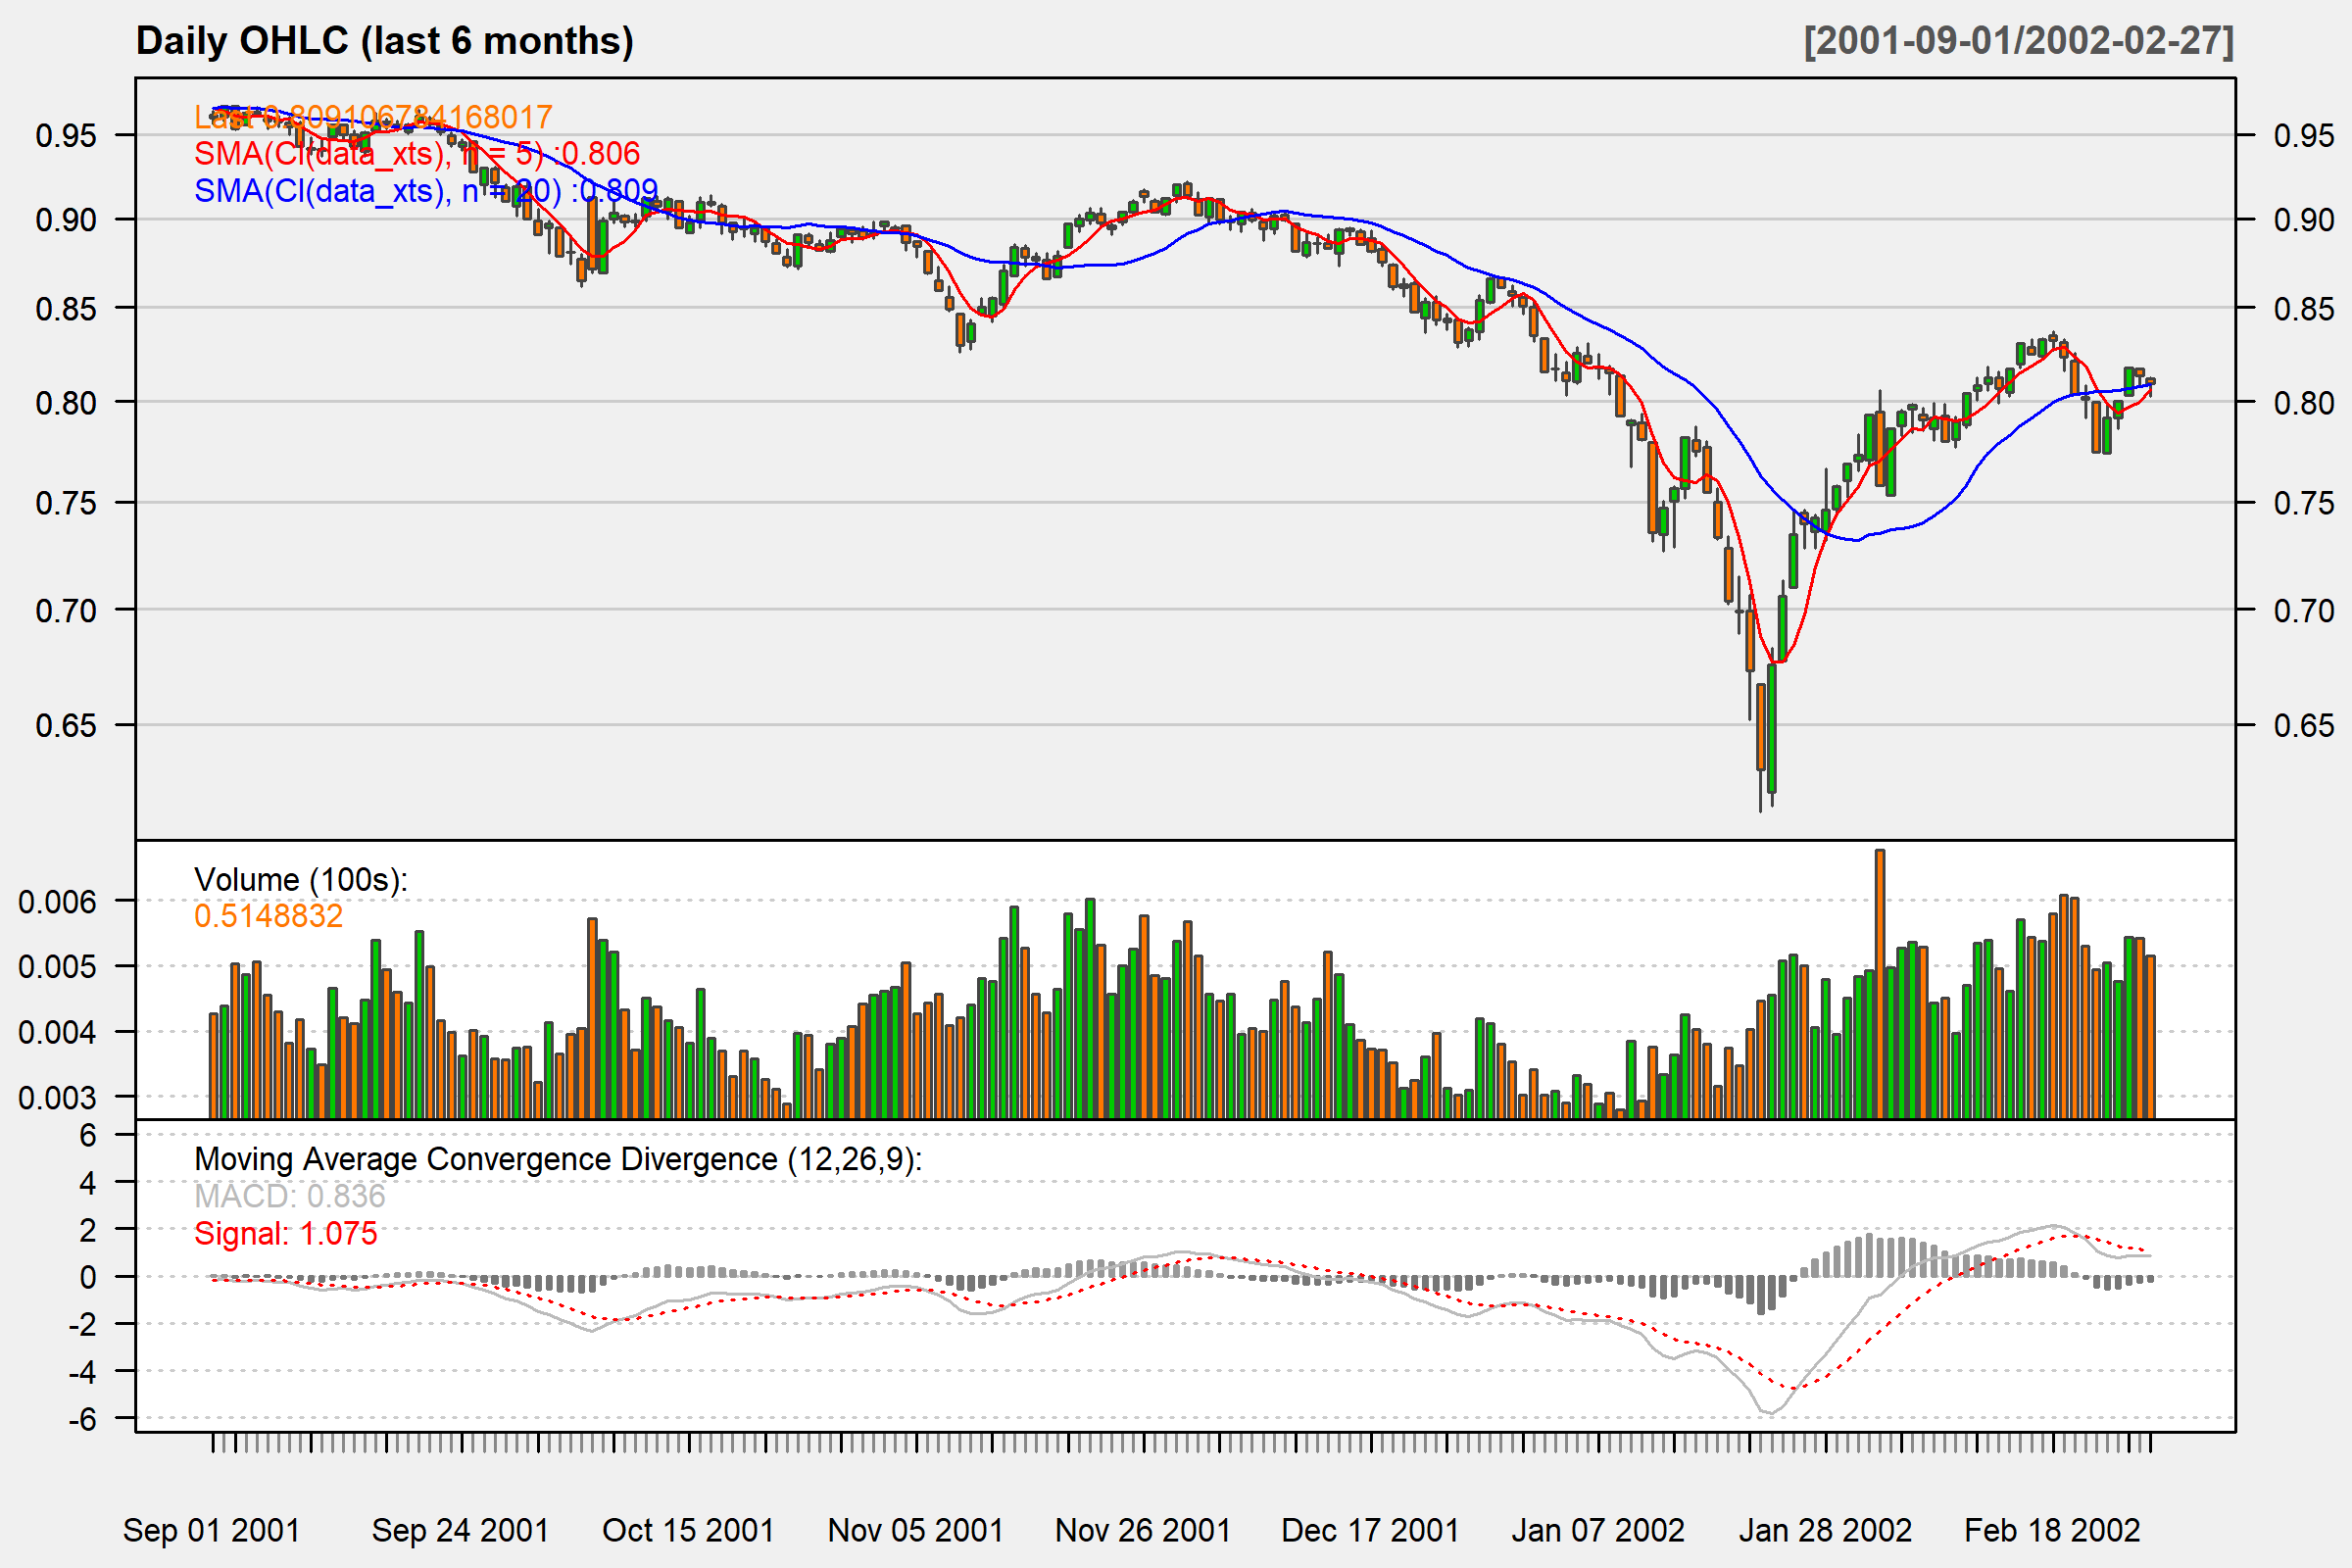 Daily OHLC (last 6 months) [2001-09-01/2002-02-27]
Last 0.809106784168017
SMA(Cl(data_xts), n = 5) :0.806
SMA(Cl(data_xts), n = 20) :0.809
0.95 0.95
0.90 0.90
0.85 0.85
0.80 0.80
0.75 0.75
0.70 0.70
0.65 0.65
Volume (100s):
0.5148832
0.006
0.005
0.004
0.003
Moving Average Convergence Divergence (12,26,9):
MACD: 0.836
Signal: 1.075
6
4
2
0
-2
-4
-6
Sep 01 2001 Sep 24 2001 Oct 15 2001 Nov 05 2001 Nov 26 2001 Dec 17 2001 Jan 07 2002 Jan 28 2002 Feb 18 2002